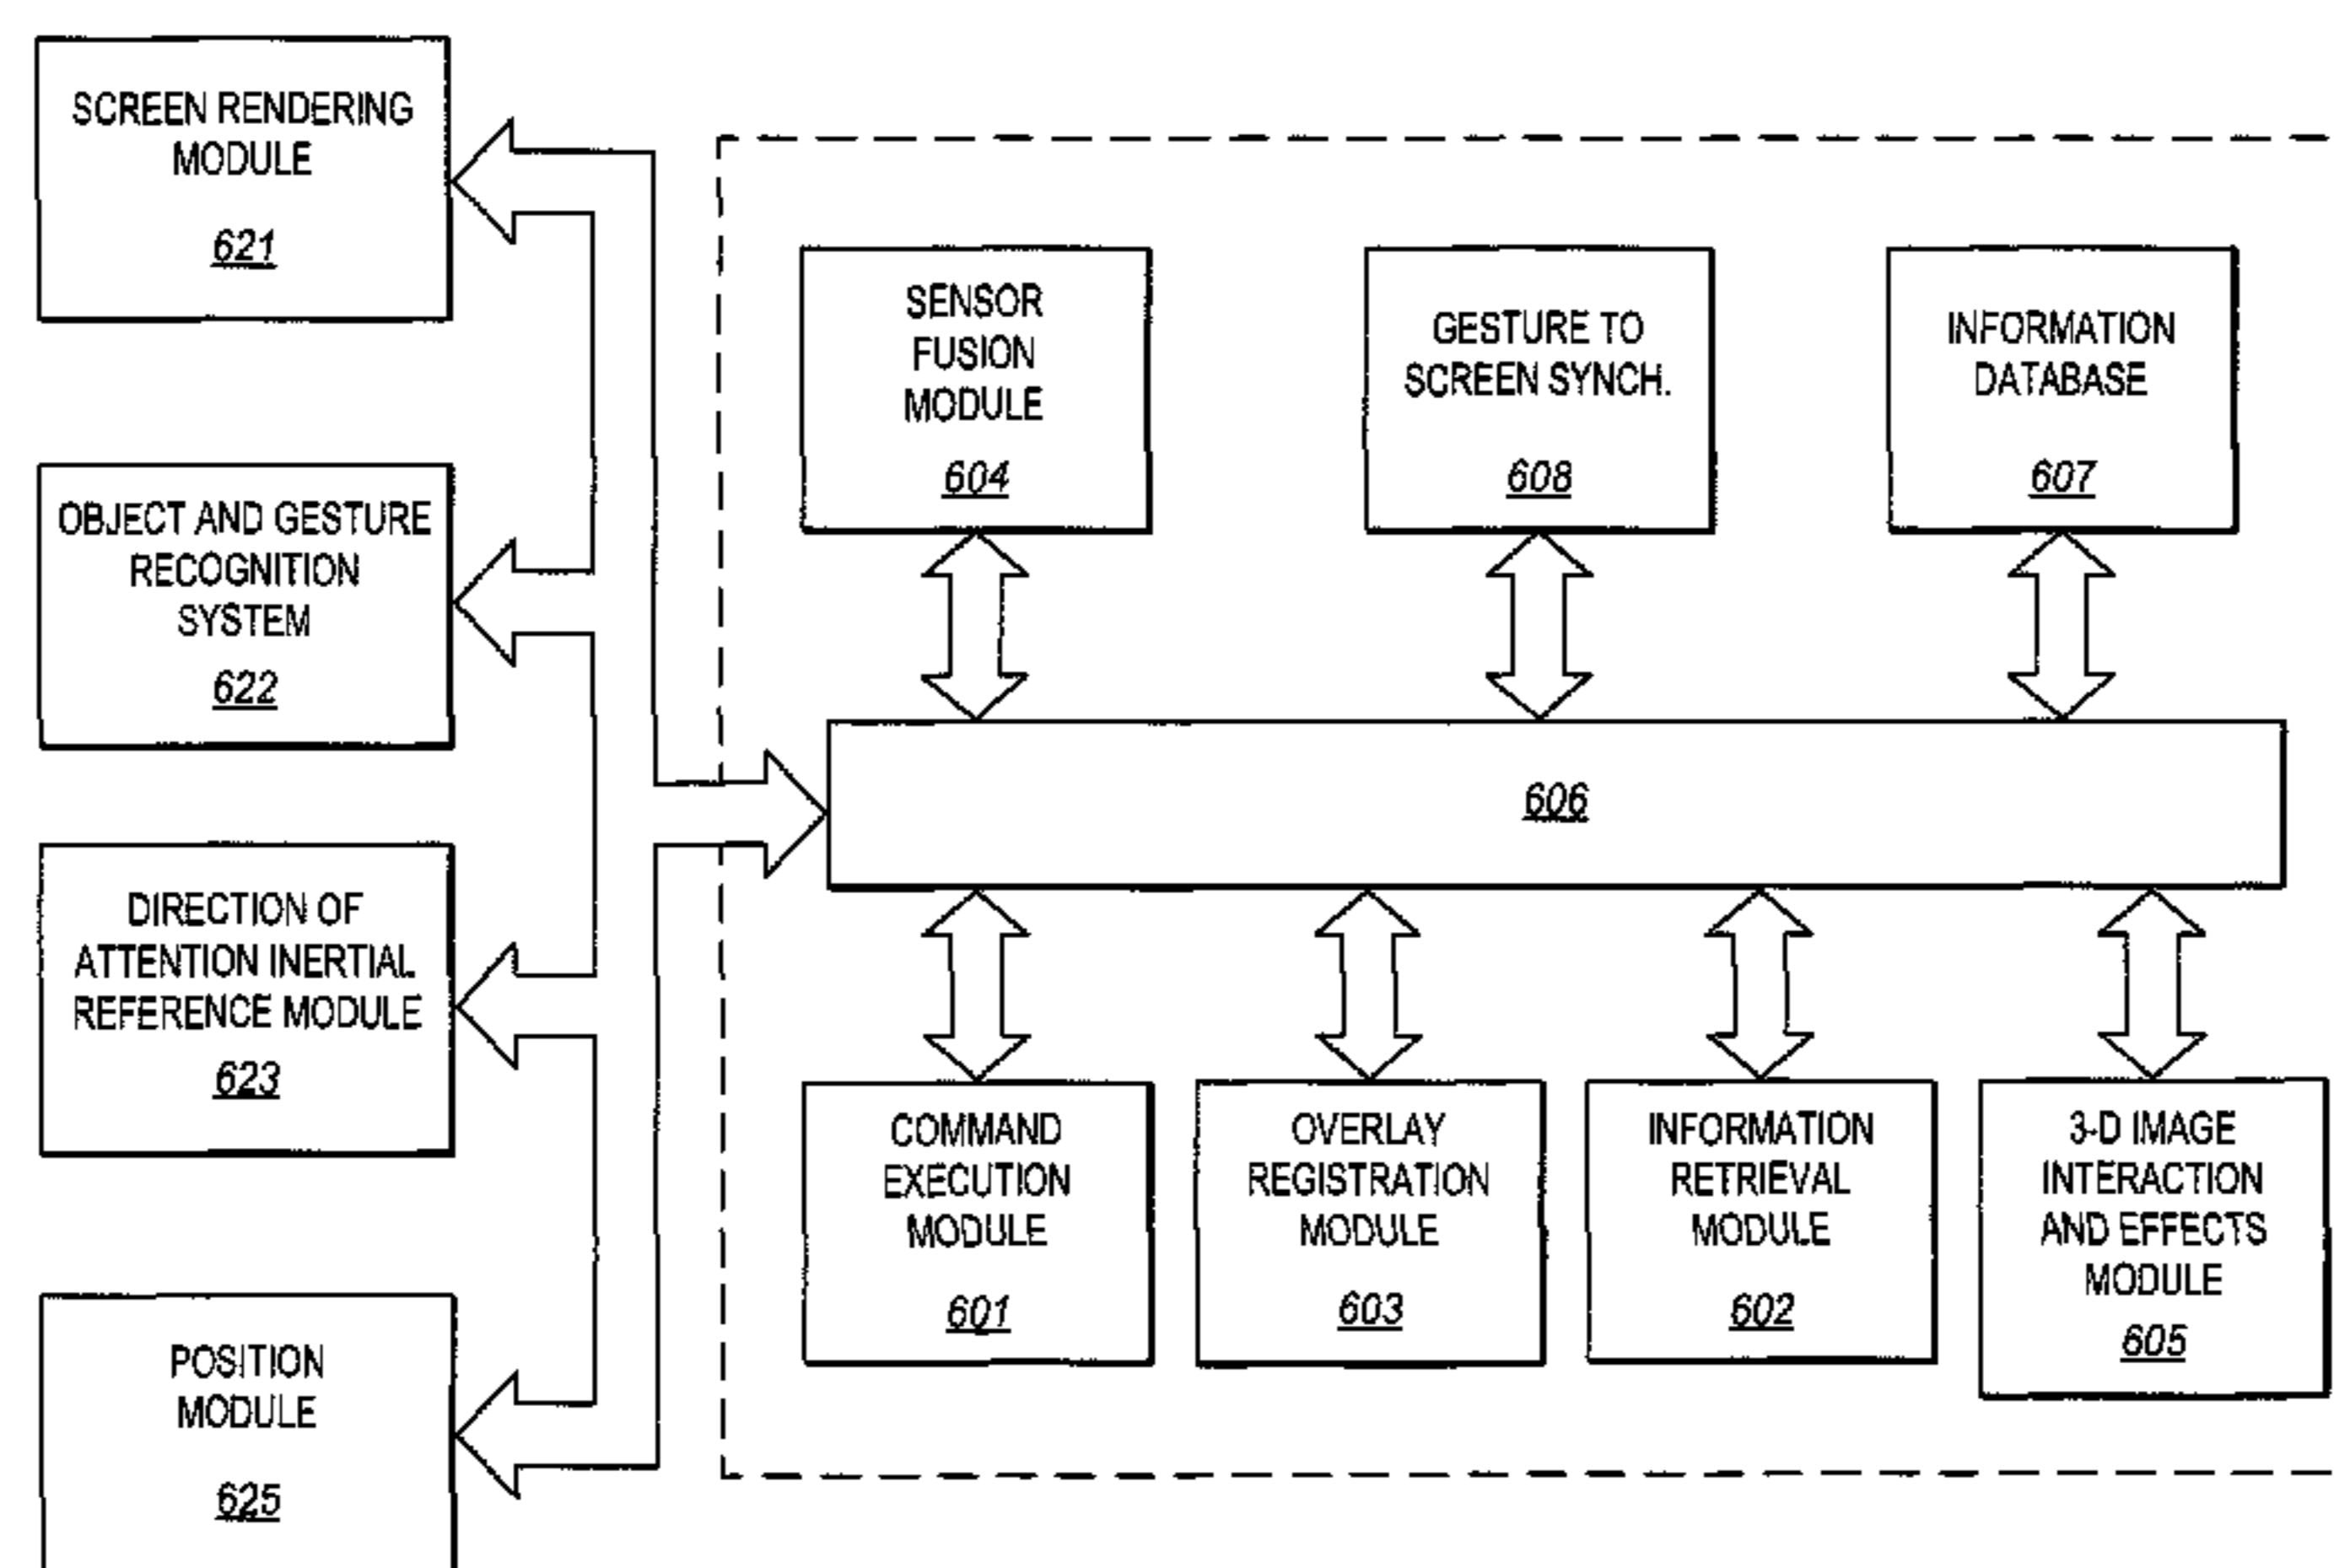 SCREEN RENDERING
MODULE
621
OBJECT AND GESTURE
RECOGNITION
SYSTEM
622
DIRECTION OF
ATTENTION INERTIAL
REFERENCE MODULE
623
POSITION
MODULE
625
SENSOR
FUSION
MODULE
604
GESTURE TO
SCREEN SYNCH.
608
INFORMATION
DATABASE
607
606
COMMAND
EXECUTION
MODULE
601
OVERLAY
REGISTRATION
MODULE
603
INFORMATION
RETRIEVAL
MODULE
602
3-D IMAGE
INTERACTION
AND EFFECTS
MODULE
605